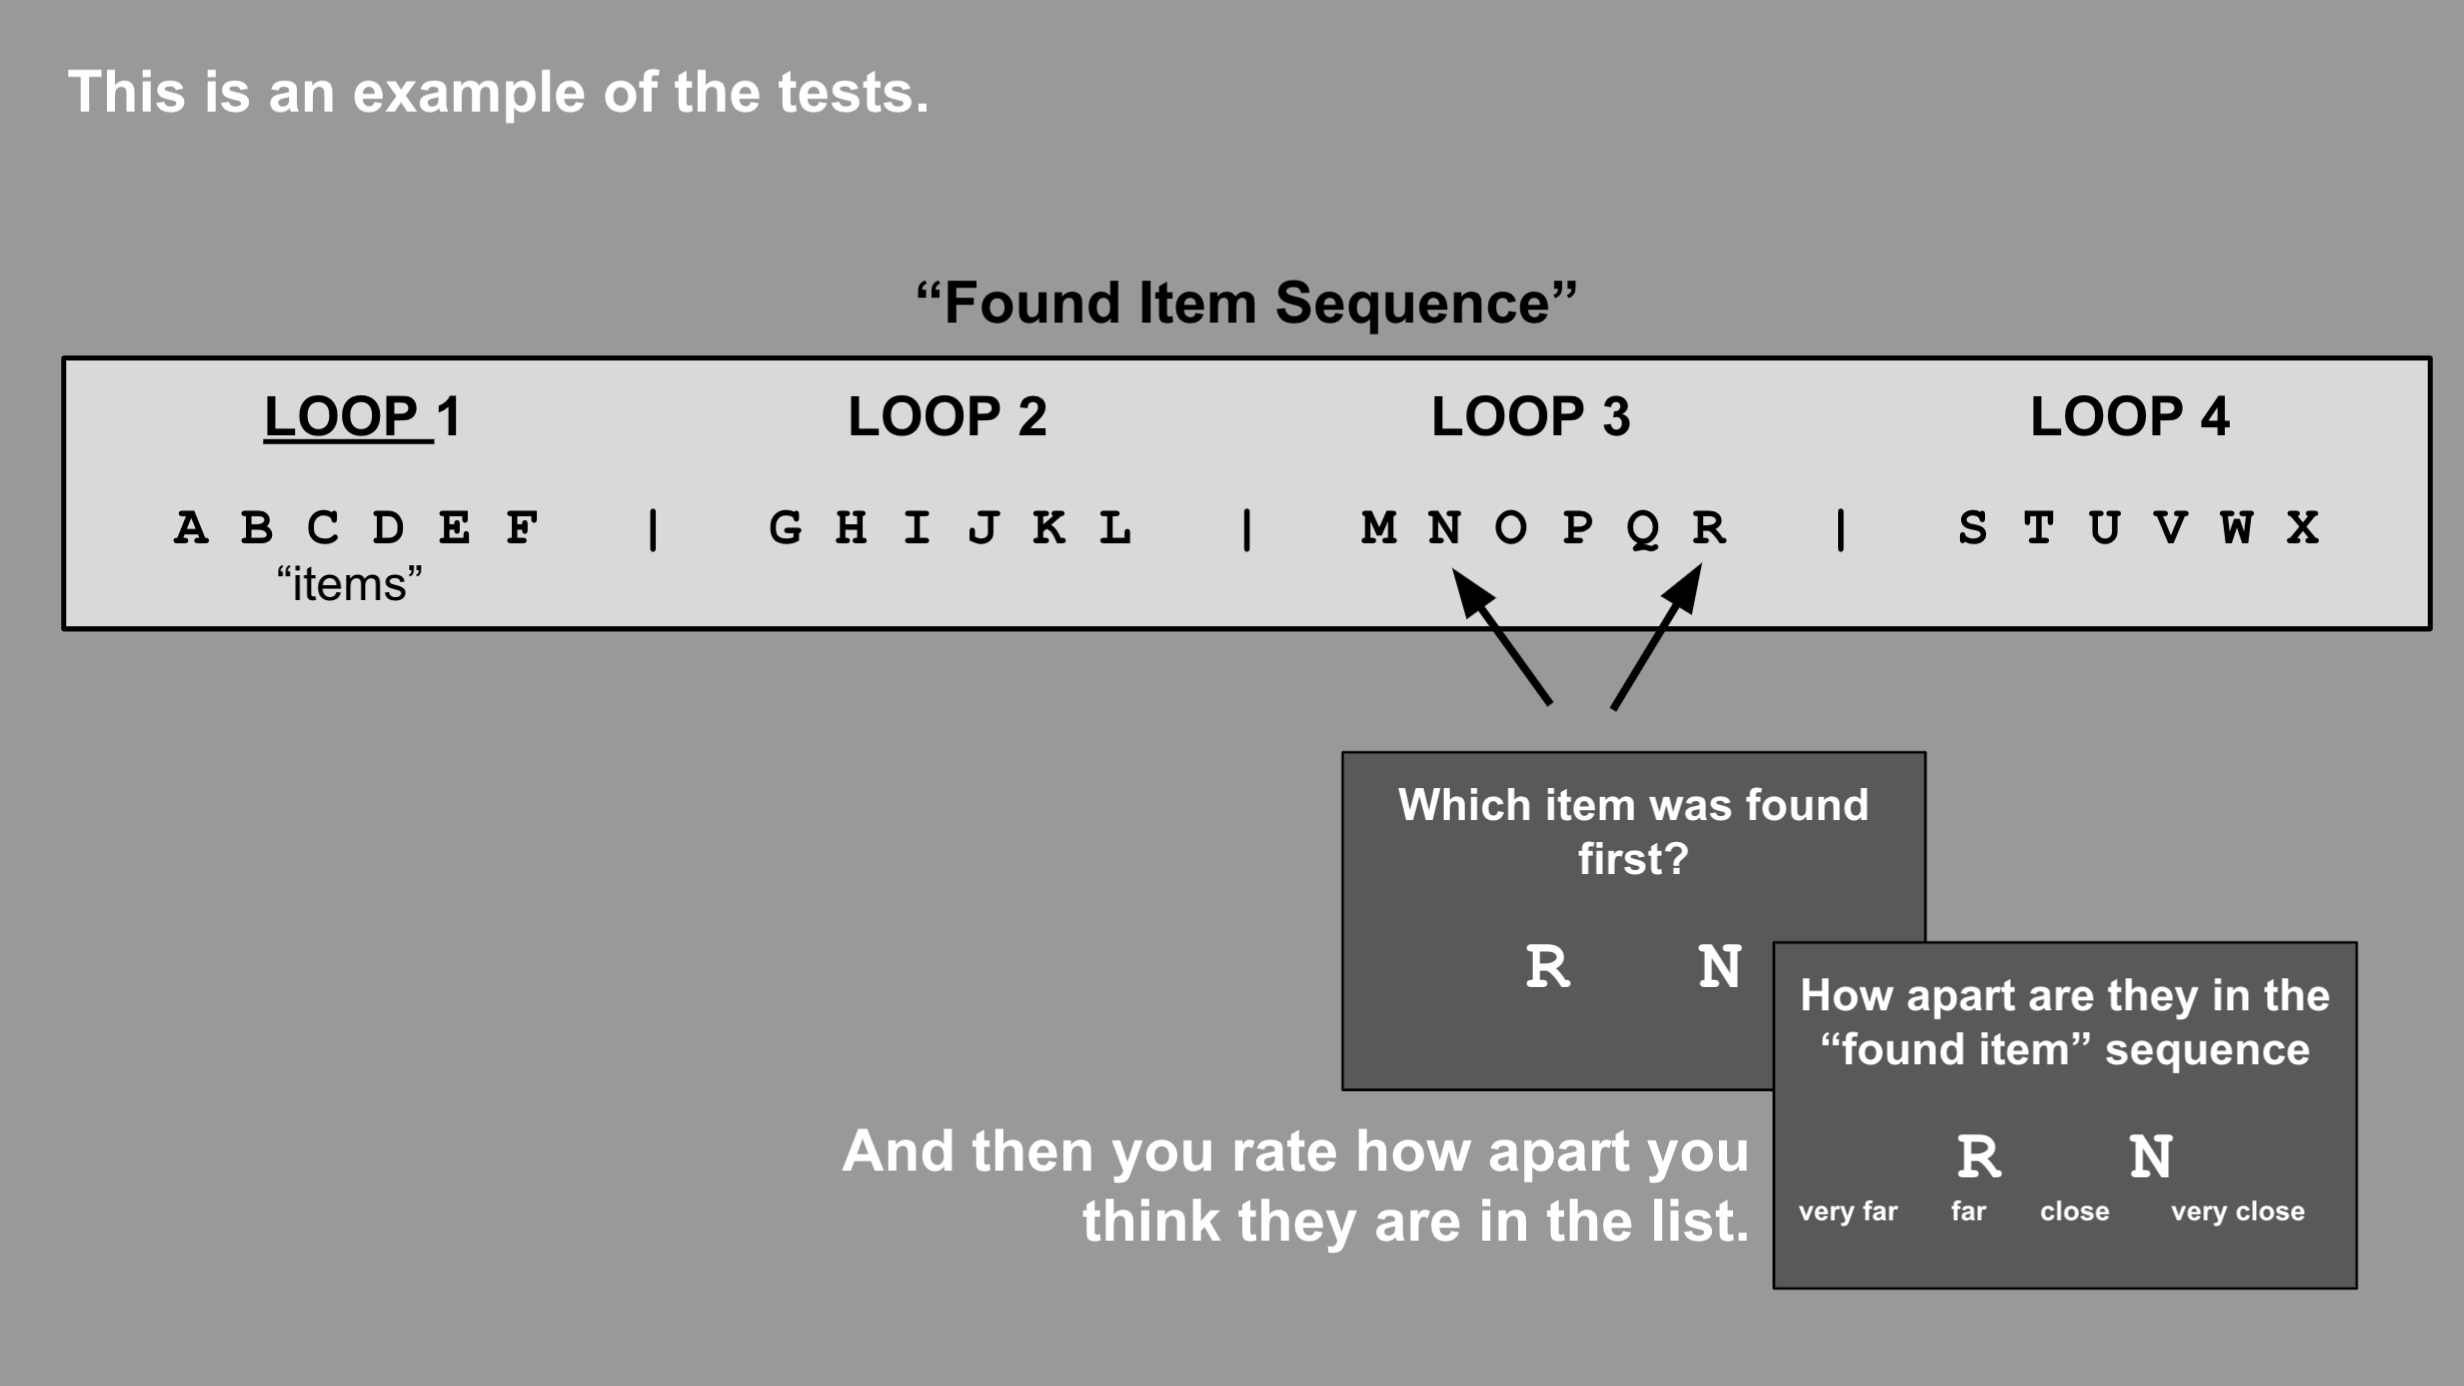 This is an example of the tests.
“Found Item Sequence”
LOOP 1 LOOP 2 LOOP 3 LOOP 4
A B C D E F | G H I J K L | M N O P Q R | S T U V W X
“items”
Which item was found
first?
R N
How apart are they in the
“found item” sequence
R N
very far far close very close
And then you rate how apart you
think they are in the list.